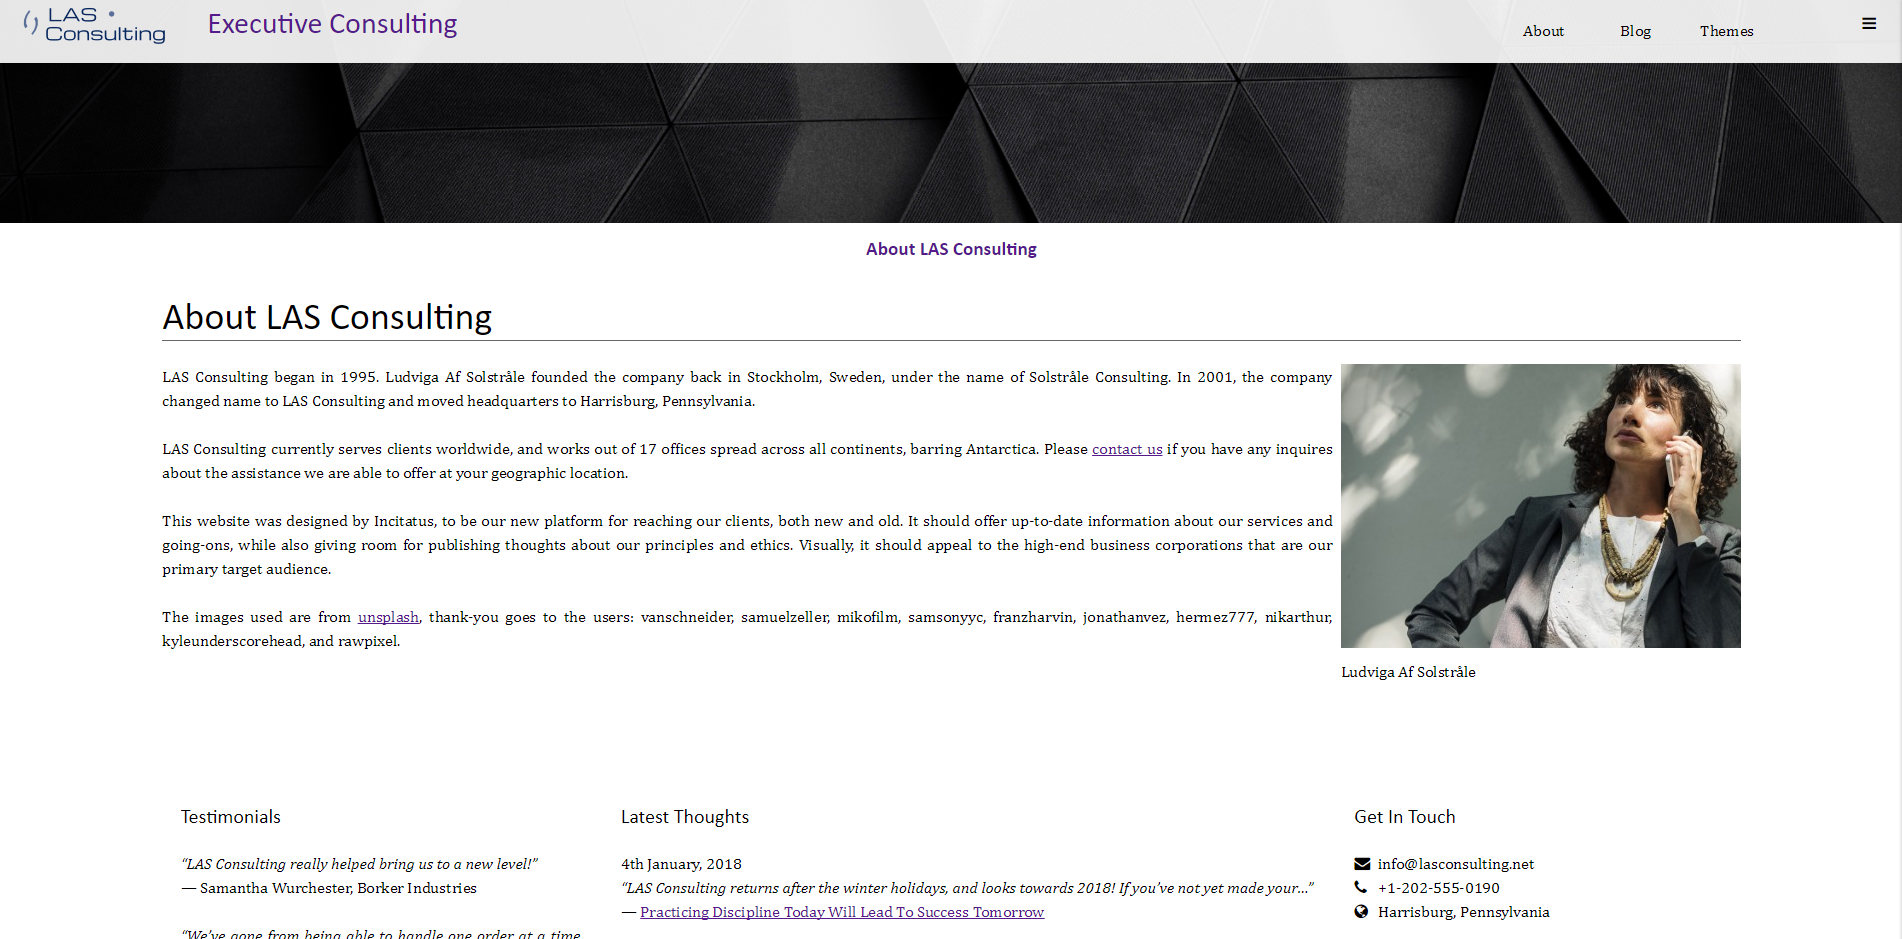 LAS
Consulting
Executive Consulting
About
Blog
Themes
About LAS Consulting
About LAS Consulting
LAS Consulting began in 1995. Ludviga Af Solstråle founded the company back in Stockholm, Sweden, under the name of Solstråle Consulting. In 2001, the company
changed name to LAS Consulting and moved headquarters to Harrisburg, Pennsylvania.
LAS Consulting currently serves clients worldwide, and works out of 17 offices spread across all continents, barring Antarctica. Please contact us if you have any inquires
about the assistance we are able to offer at your geographic location.
This website was designed by Incitatus, to be our new platform for reaching our clients, both new and old. It should offer up-to-date information about our services and
going-ons, while also giving room for publishing thoughts about our principles and ethics. Visually, it should appeal to the high-end business corporations that are our
primary target audience.
The images used are from unsplash, thank-you goes to the users: vanschneider, samuelzeller, mikofilm, samsonyyc, franzharvin, jonathanvez, hermez777, nikarthur,
kyleunderscorehead, and rawpixel.
Ludviga Af Solstråle
Testimonials
“LAS Consulting really helped bring us to a new level!”
— Samantha Wurchester, Borker Industries
“We’ve gone from being able to handle one order at a time
Latest Thoughts
4th January, 2018
“LAS Consulting returns after the winter holidays, and looks towards 2018! If you’ve not yet made your...”
— Practicing Discipline Today Will Lead To Success Tomorrow
Get In Touch
info@lasconsulting.net
+1-202-555-0190
Harrisburg, Pennsylvania